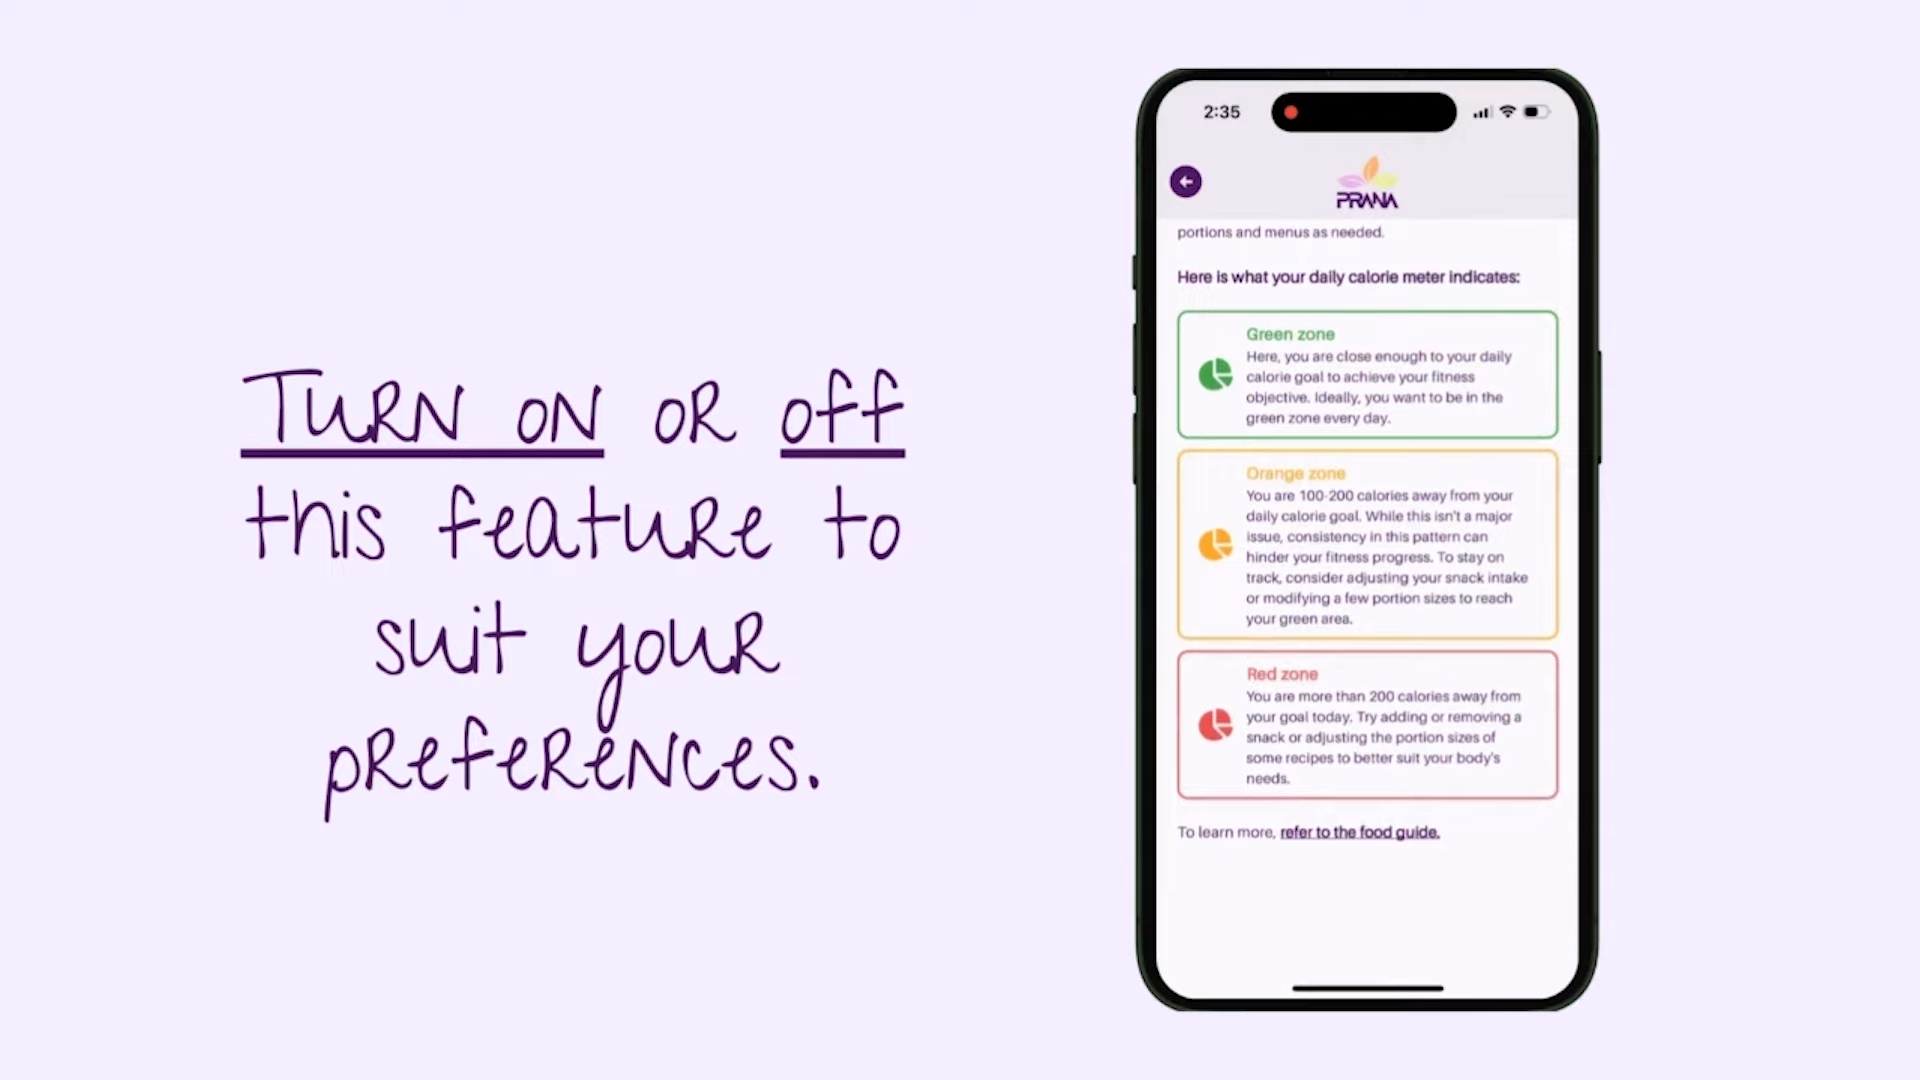 TURN ON OR Off
this feature to
suit your
preferences.
2:35
PRANA
portions and menus as needed.
Here is what your daily calorie meter indicates:
Green zone
Here, you are close enough to your daily
calorie goal to achieve your fitness
objective. Ideally, you want to be in the
green zone every day.
Orange zone
You are 100-200 calories away from your
daily calorie goal. While this isn't a major
issue, consistency in this pattern can
hinder your fitness progress. To stay on
track, consider adjusting your snack intake
or modifying a few portion sizes to reach
your green area.
Red zone
You are more than 200 calories away from
your goal today. Try adding or removing a
snack or adjusting the portion sizes of
some recipes to better suit your body's
needs.
To learn more, refer to the food guide.